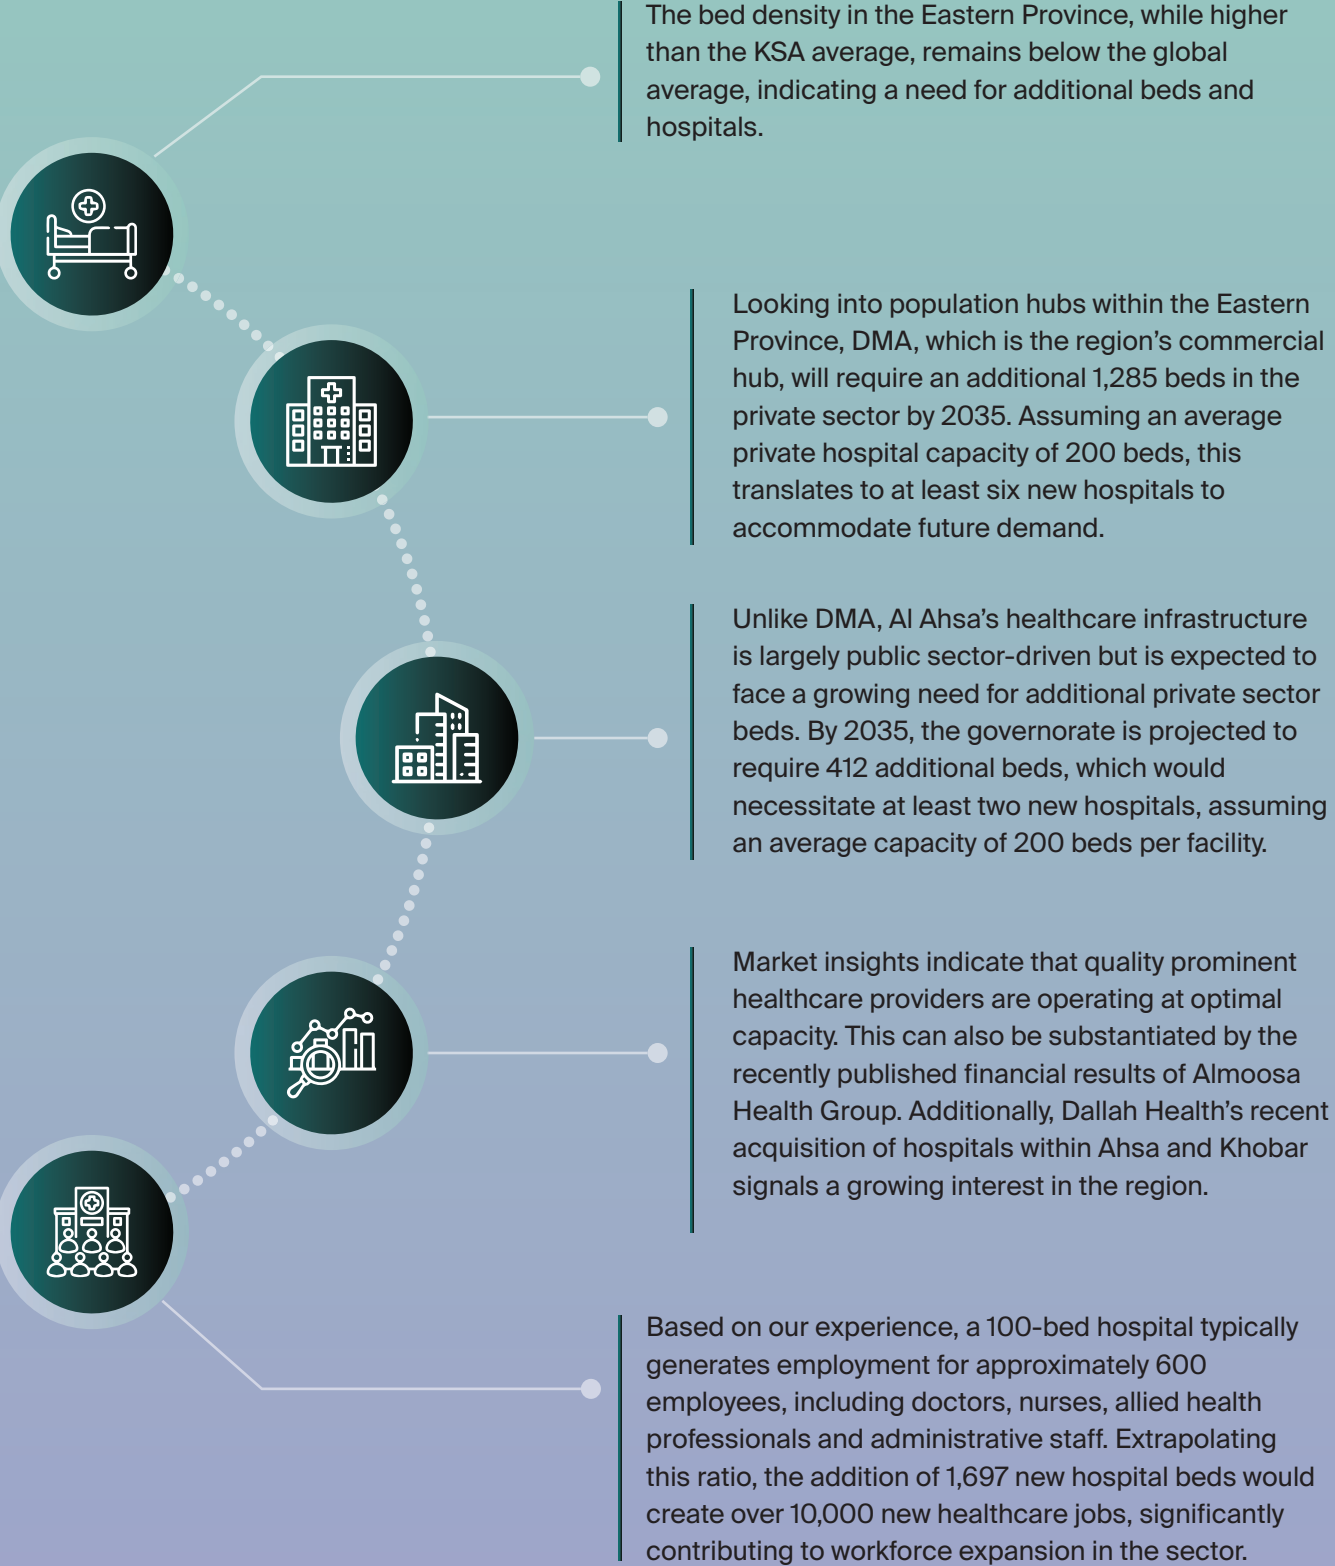 The bed density in the Eastern Province, while higher
than the KSA average, remains below the global
average, indicating a need for additional beds and
hospitals.
Looking into population hubs within the Eastern
Province, DMA, which is the region’s commercial
hub, will require an additional 1,285 beds in the
private sector by 2035. Assuming an average
private hospital capacity of 200 beds, this
translates to at least six new hospitals to
accommodate future demand.
Unlike DMA, Al Ahsa’s healthcare infrastructure
is largely public sector-driven but is expected to
face a growing need for additional private sector
beds. By 2035, the governorate is projected to
require 412 additional beds, which would
necessitate at least two new hospitals, assuming
an average capacity of 200 beds per facility.
Market insights indicate that quality prominent
healthcare providers are operating at optimal
capacity. This can also be substantiated by the
recently published financial results of Almoosa
Health Group. Additionally, Dallah Health’s recent
acquisition of hospitals within Ahsa and Khobar
signals a growing interest in the region.
Based on our experience, a 100-bed hospital typically
generates employment for approximately 600
employees, including doctors, nurses, allied health
professionals and administrative staff. Extrapolating
this ratio, the addition of 1,697 new hospital beds would
create over 10,000 new healthcare jobs, significantly
contributing to workforce expansion in the sector.